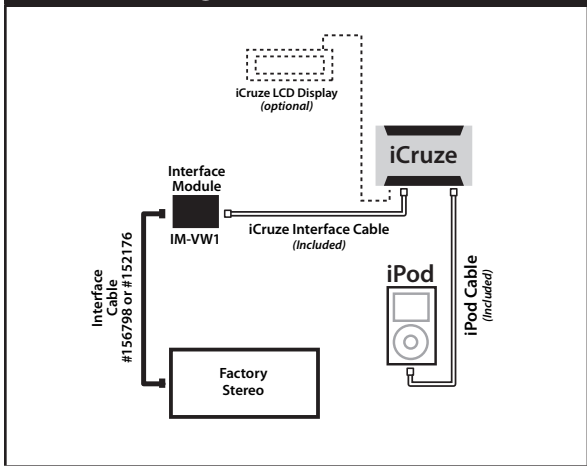 iCruze LCD Display
(optional)
iCruze
Interface
Module
IM-VW1
iCruze Interface Cable
(Included)
Interface
Cable
#156798 or #152176
iPod
iPod Cable
(Included)
Factory
Stereo